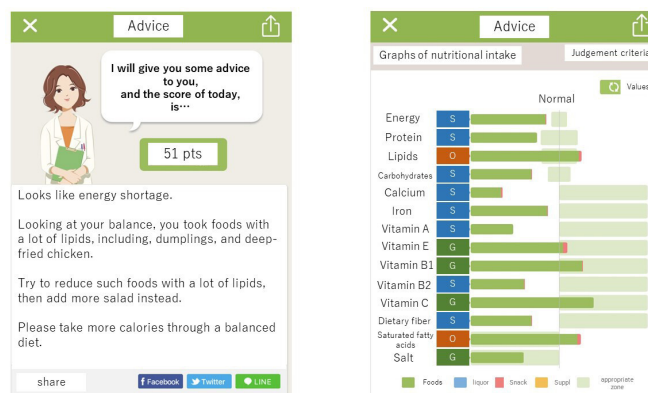 Advice
I will give you some advice
to you,
and the score of today,
is…
51 pts
Looks like energy shortage.
Looking at your balance, you took foods with
a lot of lipids, including, dumplings, and deep-
fried chicken.
Try to reduce such foods with a lot of lipids,
then add more salad instead.
Please take more calories through a balanced
diet.
share
f Facebook
Twitter
LINE
Advice
Graphs of nutritional intake
Judgement criteria
Values
Normal
Energy S
Protein S
Lipids O
Carbohydrates S
Calcium S
Iron S
Vitamin A S
Vitamin E G
Vitamin B1 G
Vitamin B2 S
Vitamin C G
Dietary fiber S
Saturated fatty
acids O
Salt G
Foods liquor Snack Suppl appropriate
zone